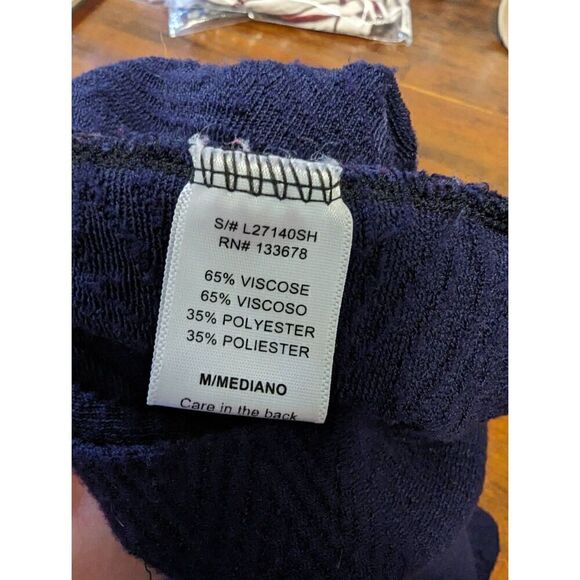 S/# L27140SH
RN# 133678
65% VISCOSE
65% VISCOSO
35% POLYESTER
35% POLIESTER
M/MEDIANO
Care in the back